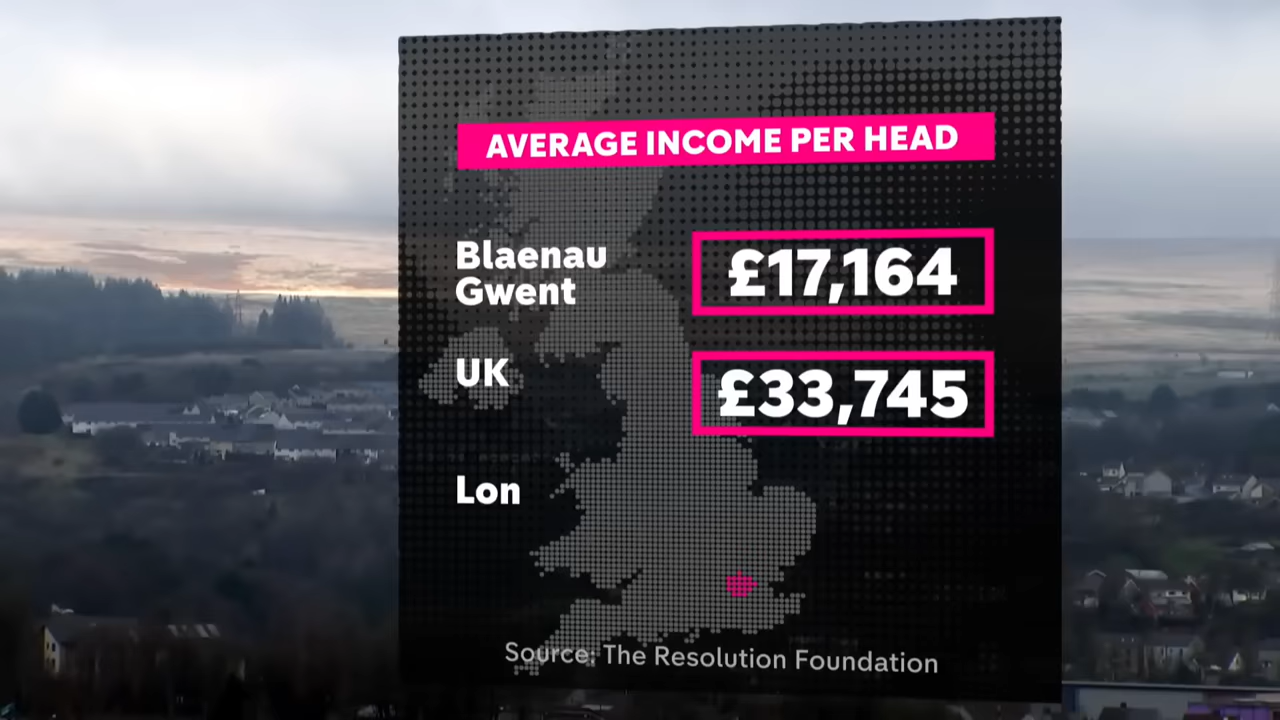 AVERAGE INCOME PER HEAD
Blaenau
Gwent
£17,164
UK
£33,745
Lon
Source: The Resolution Foundation